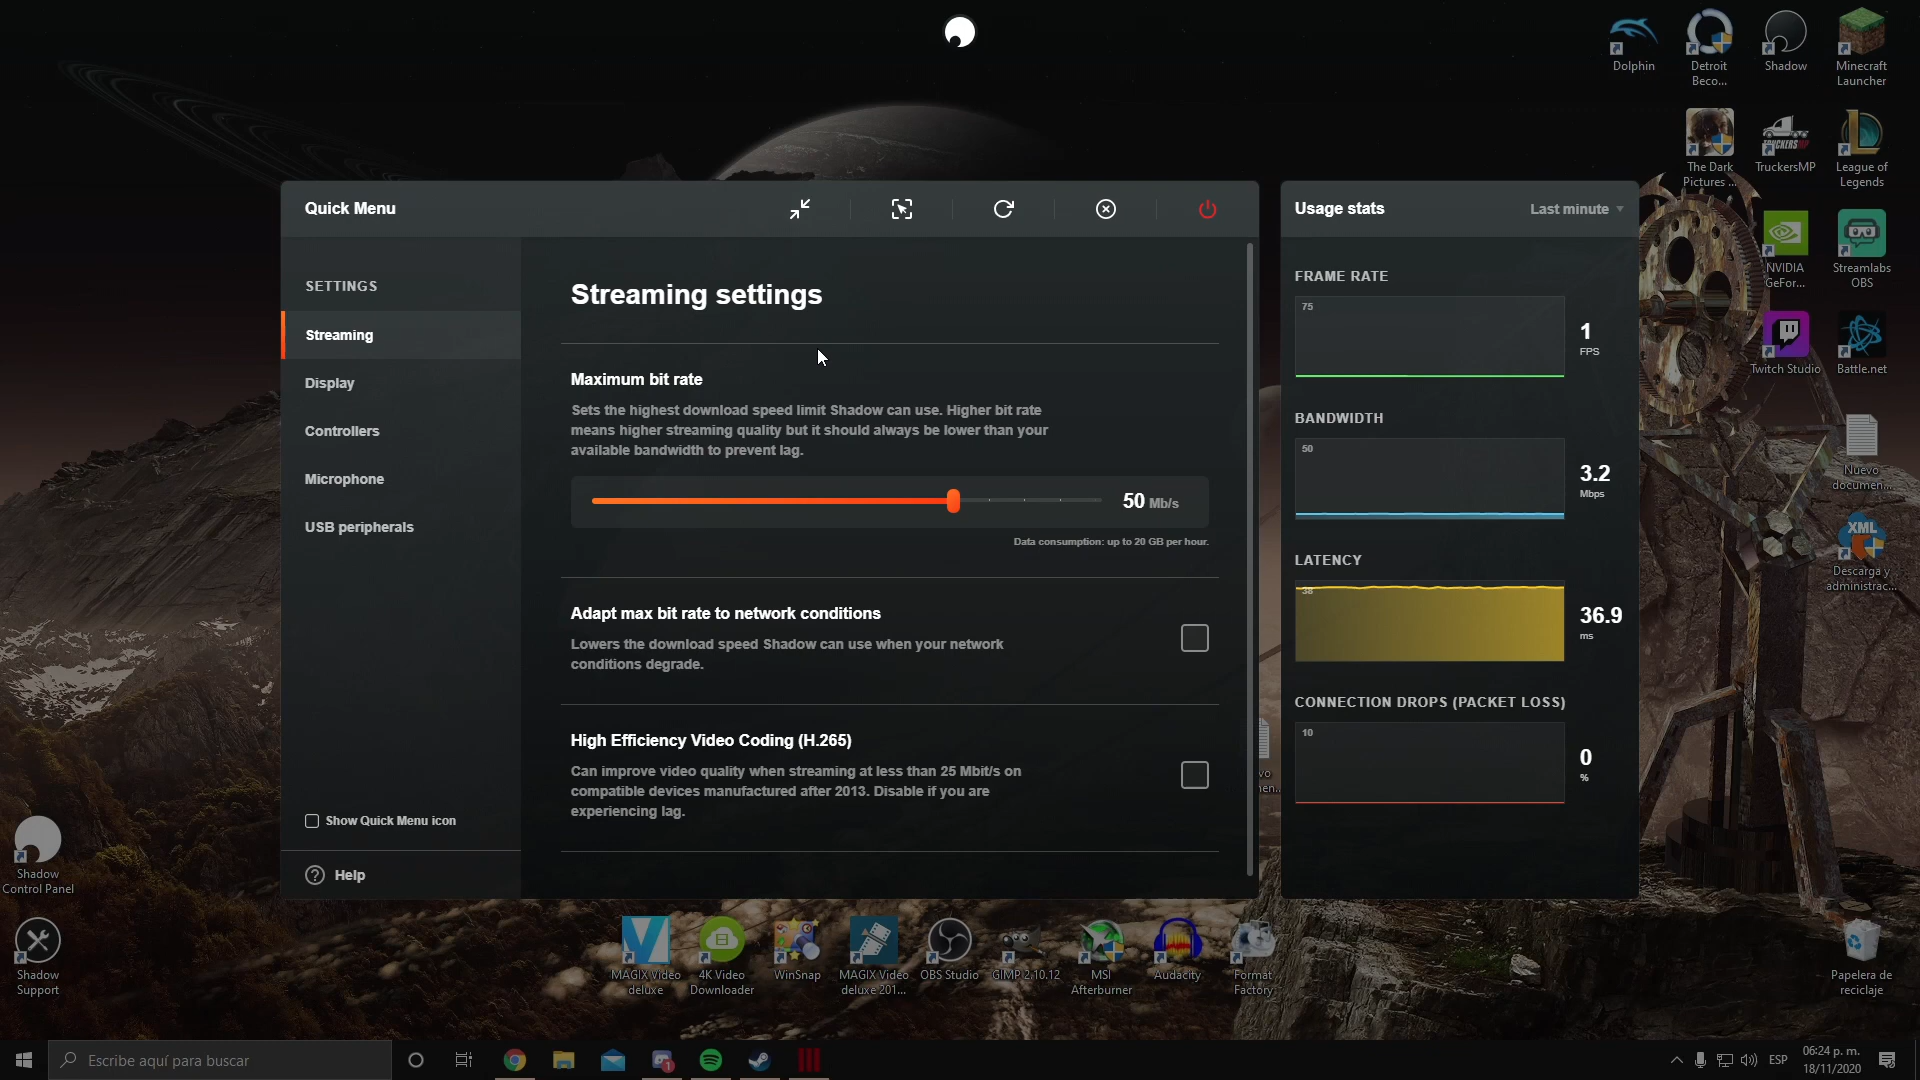 Dolphin
Detroit
Beco...
Shadow
Minecraft
Launcher
The Dark
Pictures ...
TruckersMP
League of
Legends
Quick Menu
Usage stats
Last minute
SETTINGS
Streaming
Display
Controllers
Microphone
USB peripherals
Show Quick Menu icon
Help
Streaming settings
Maximum bit rate
Sets the highest download speed limit Shadow can use. Higher bit rate
means higher streaming quality but it should always be lower than your
available bandwidth to prevent lag.
50 Mb/s
Data consumption: up to 20 GB per hour.
Adapt max bit rate to network conditions
Lowers the download speed Shadow can use when your network
conditions degrade.
High Efficiency Video Coding (H.265)
Can improve video quality when streaming at less than 25 Mbit/s on
compatible devices manufactured after 2013. Disable if you are
experiencing lag.
FRAME RATE
75
1
FPS
BANDWIDTH
50
3.2
Mbps
LATENCY
38
36.9
ms
CONNECTION DROPS (PACKET LOSS)
10
0
%
NVIDIA
GeFor...
Streamlabs
OBS
Twitch Studio
Battle.net
Nuevo
documen...
XML
Descarga y
administrac...
Shadow
Control Panel
Shadow
Support
MAGIX Video
deluxe
4K Video
Downloader
WinSnap
MAGIX Video
deluxe 201...
OBS Studio
GIMP 2.10.12
MSI
Afterburner
Audacity
Format
Factory
Papelera de
reciclaje
Escribe aquí para buscar
1
ESP
06:24 p. m.
18/11/2020